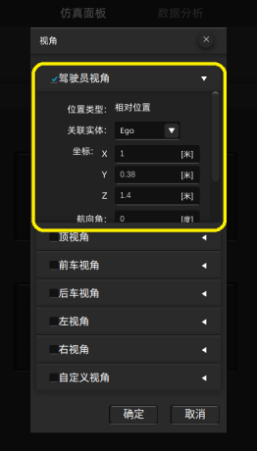 仿真面板 数据分析
视角 ×
驾驶员视角
位置类型: 相对位置
关联实体: Ego
坐标: X 1 [米]
Y 0.38 [米]
Z 1.4 [米]
航向角: 0 [度]
顶视角
前车视角
后车视角
左视角
右视角
自定义视角
确定 取消